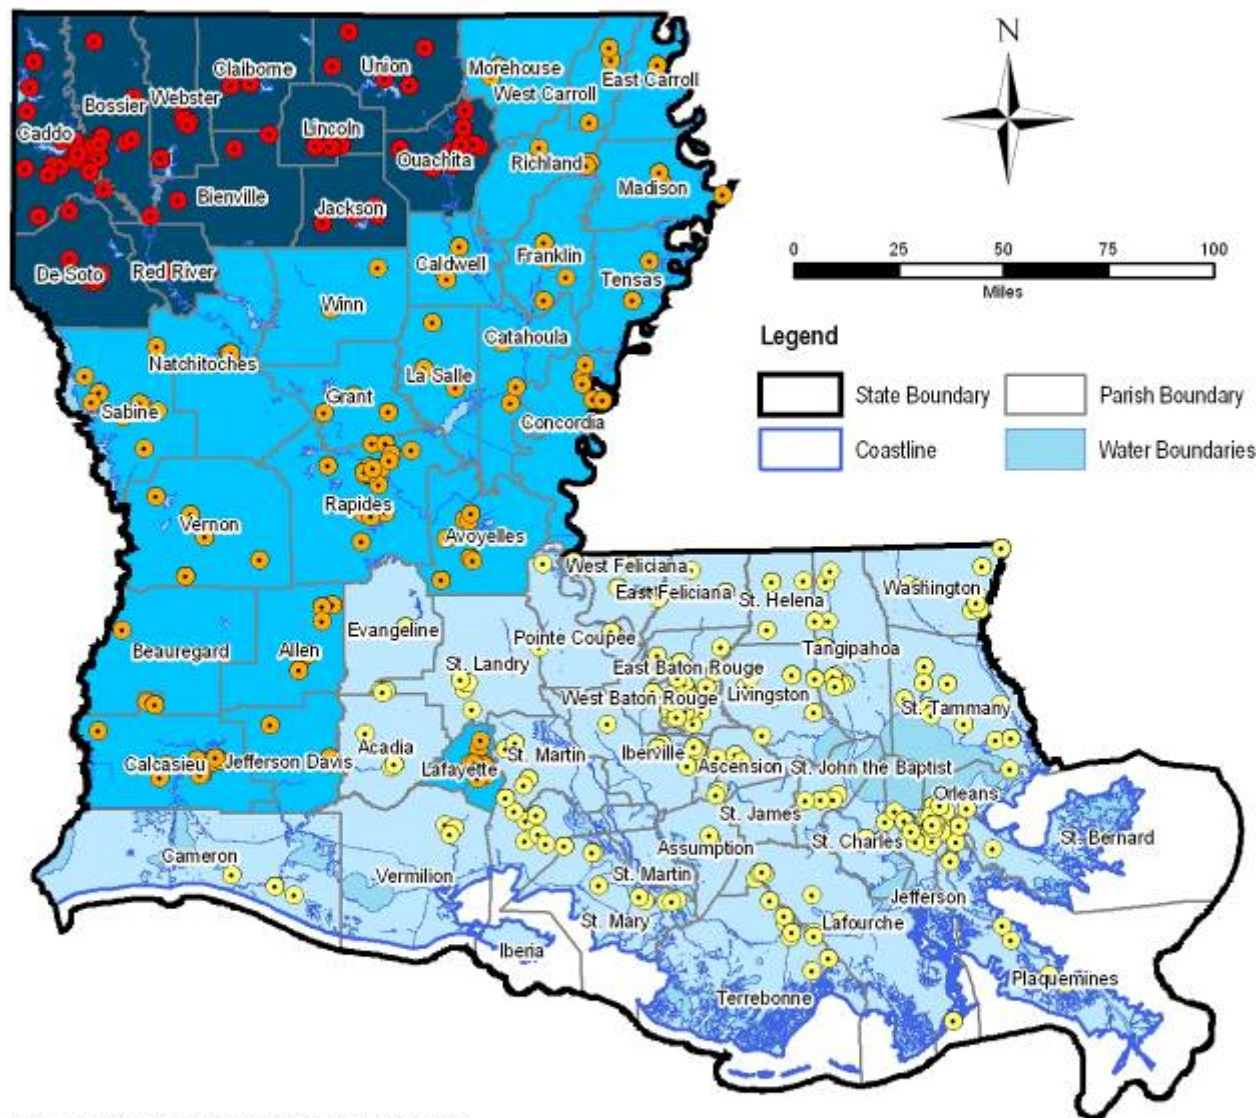 N
Claiborne
Union
Morehouse
East Carroll
West Carroll
Bossier
Webster
Caddo
Lincoln
Ouachita
Richland
Madison
Bienville
Jackson
De Soto
Red River
Caldwell
Franklin
Tensas
0 25 50 75 100
Miles
Winn
Catahoula
Legend
Natchitoches
La Salle
State Boundary
Parish Boundary
Grant
Sabine
Concordia
Coastline
Water Boundaries
Rapides
Vernon
Avoyelles
West Feliciana
East Feliciana
St. Helena
Washington
Evangeline
Pointe Coupee
Beauregard
Allen
St. Landry
Tangipahoa
East Baton Rouge
West Baton Rouge
Livingston
St. Tammany
Acadia
St. Martin
Iberville
Calcasieu
Jefferson Davis
Lafayette
Ascension
St. John the Baptist
Orleans
St. James
St. Charles
St. Bernard
Assumption
Cameron
Vermilion
St. Martin
Jefferson
St. Mary
Lafourche
Iberia
Plaquemines
Terrebonne